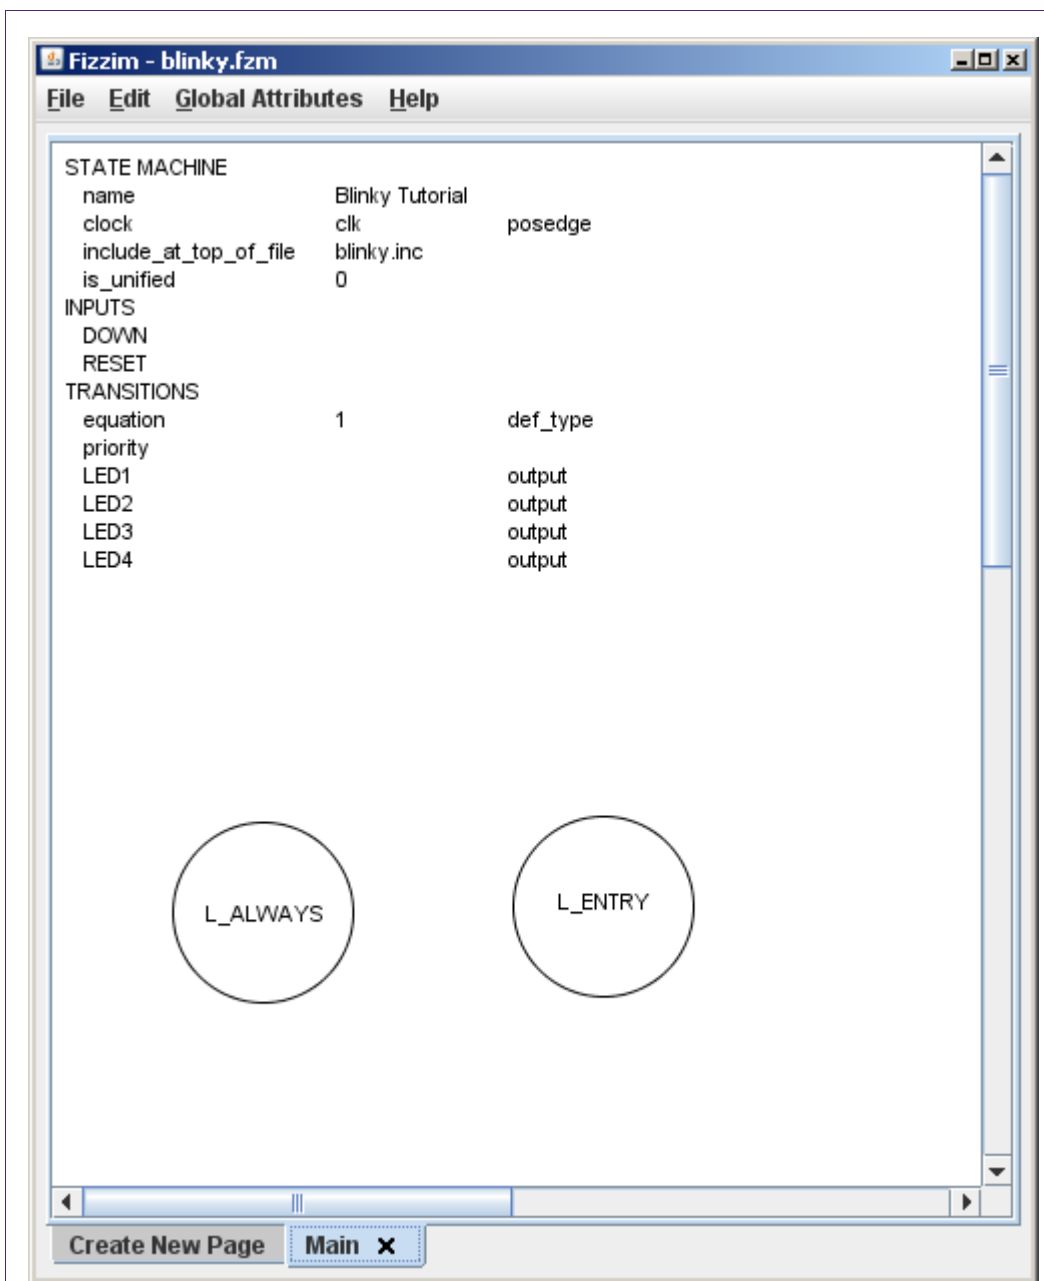 Fizzim - blinky.fzm
File Edit Global Attributes Help
STATE MACHINE
name Blinky Tutorial
clock clk posedge
include_at_top_of_file blinky.inc
is_unified 0
INPUTS
DOWN
RESET
TRANSITIONS
equation 1 def_type
priority
LED1 output
LED2 output
LED3 output
LED4 output
L_ALWAYS
L_ENTRY
Create New Page Main